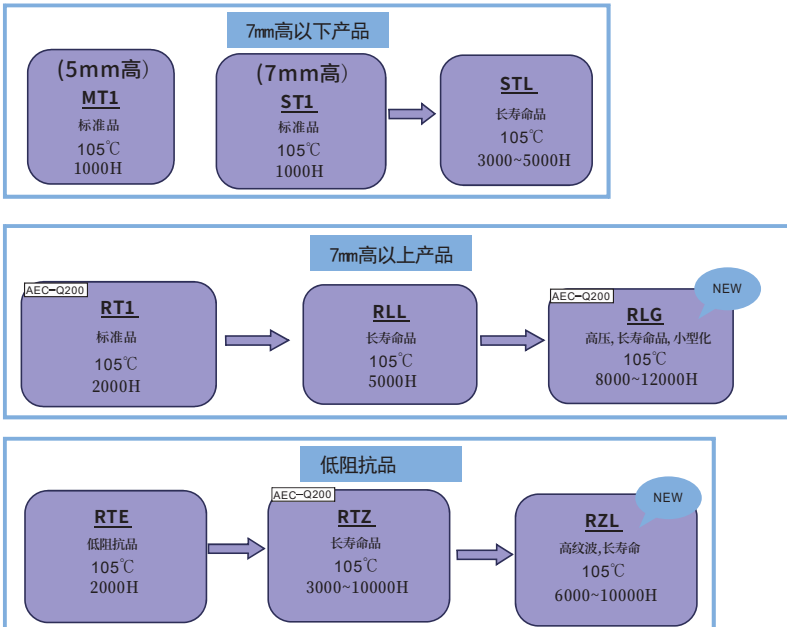 7mm高以下产品
(5mm高)
MT1
标准品
105℃
1000H
(7mm高)
ST1
标准品
105℃
1000H
STL
长寿命品
105℃
3000~5000H
7mm高以上产品
AEC-Q200
RT1
标准品
105℃
2000H
RLL
长寿命品
105℃
5000H
AEC-Q200
NEW
RLG
高压,长寿命品,小型化
105℃
8000~12000H
低阻抗品
RTE
低阻抗品
105℃
2000H
AEC-Q200
RTZ
长寿命品
105℃
3000~10000H
NEW
RZL
高纹波,长寿命
105℃
6000~10000H